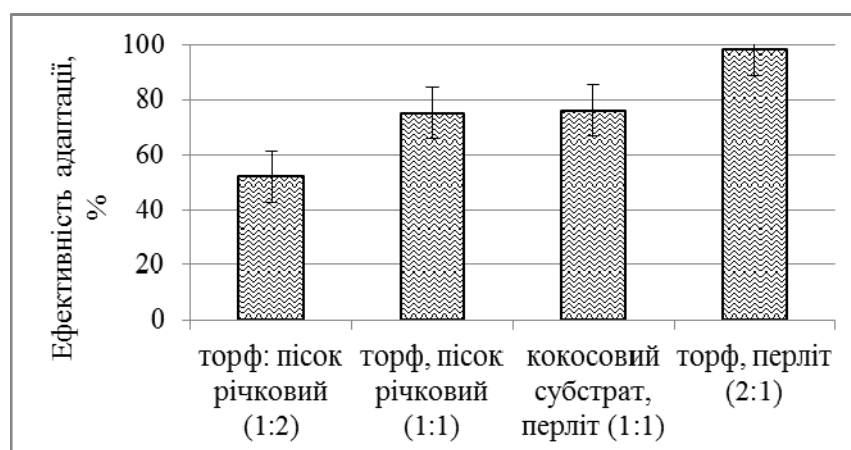 Ефективність адаптації,
%
100
80
60
40
20
0
торф: пісок
річковий
(1:2)
торф, пісок
річковий
(1:1)
кокосовий
субстрат,
перліт (1:1)
торф, перліт
(2:1)